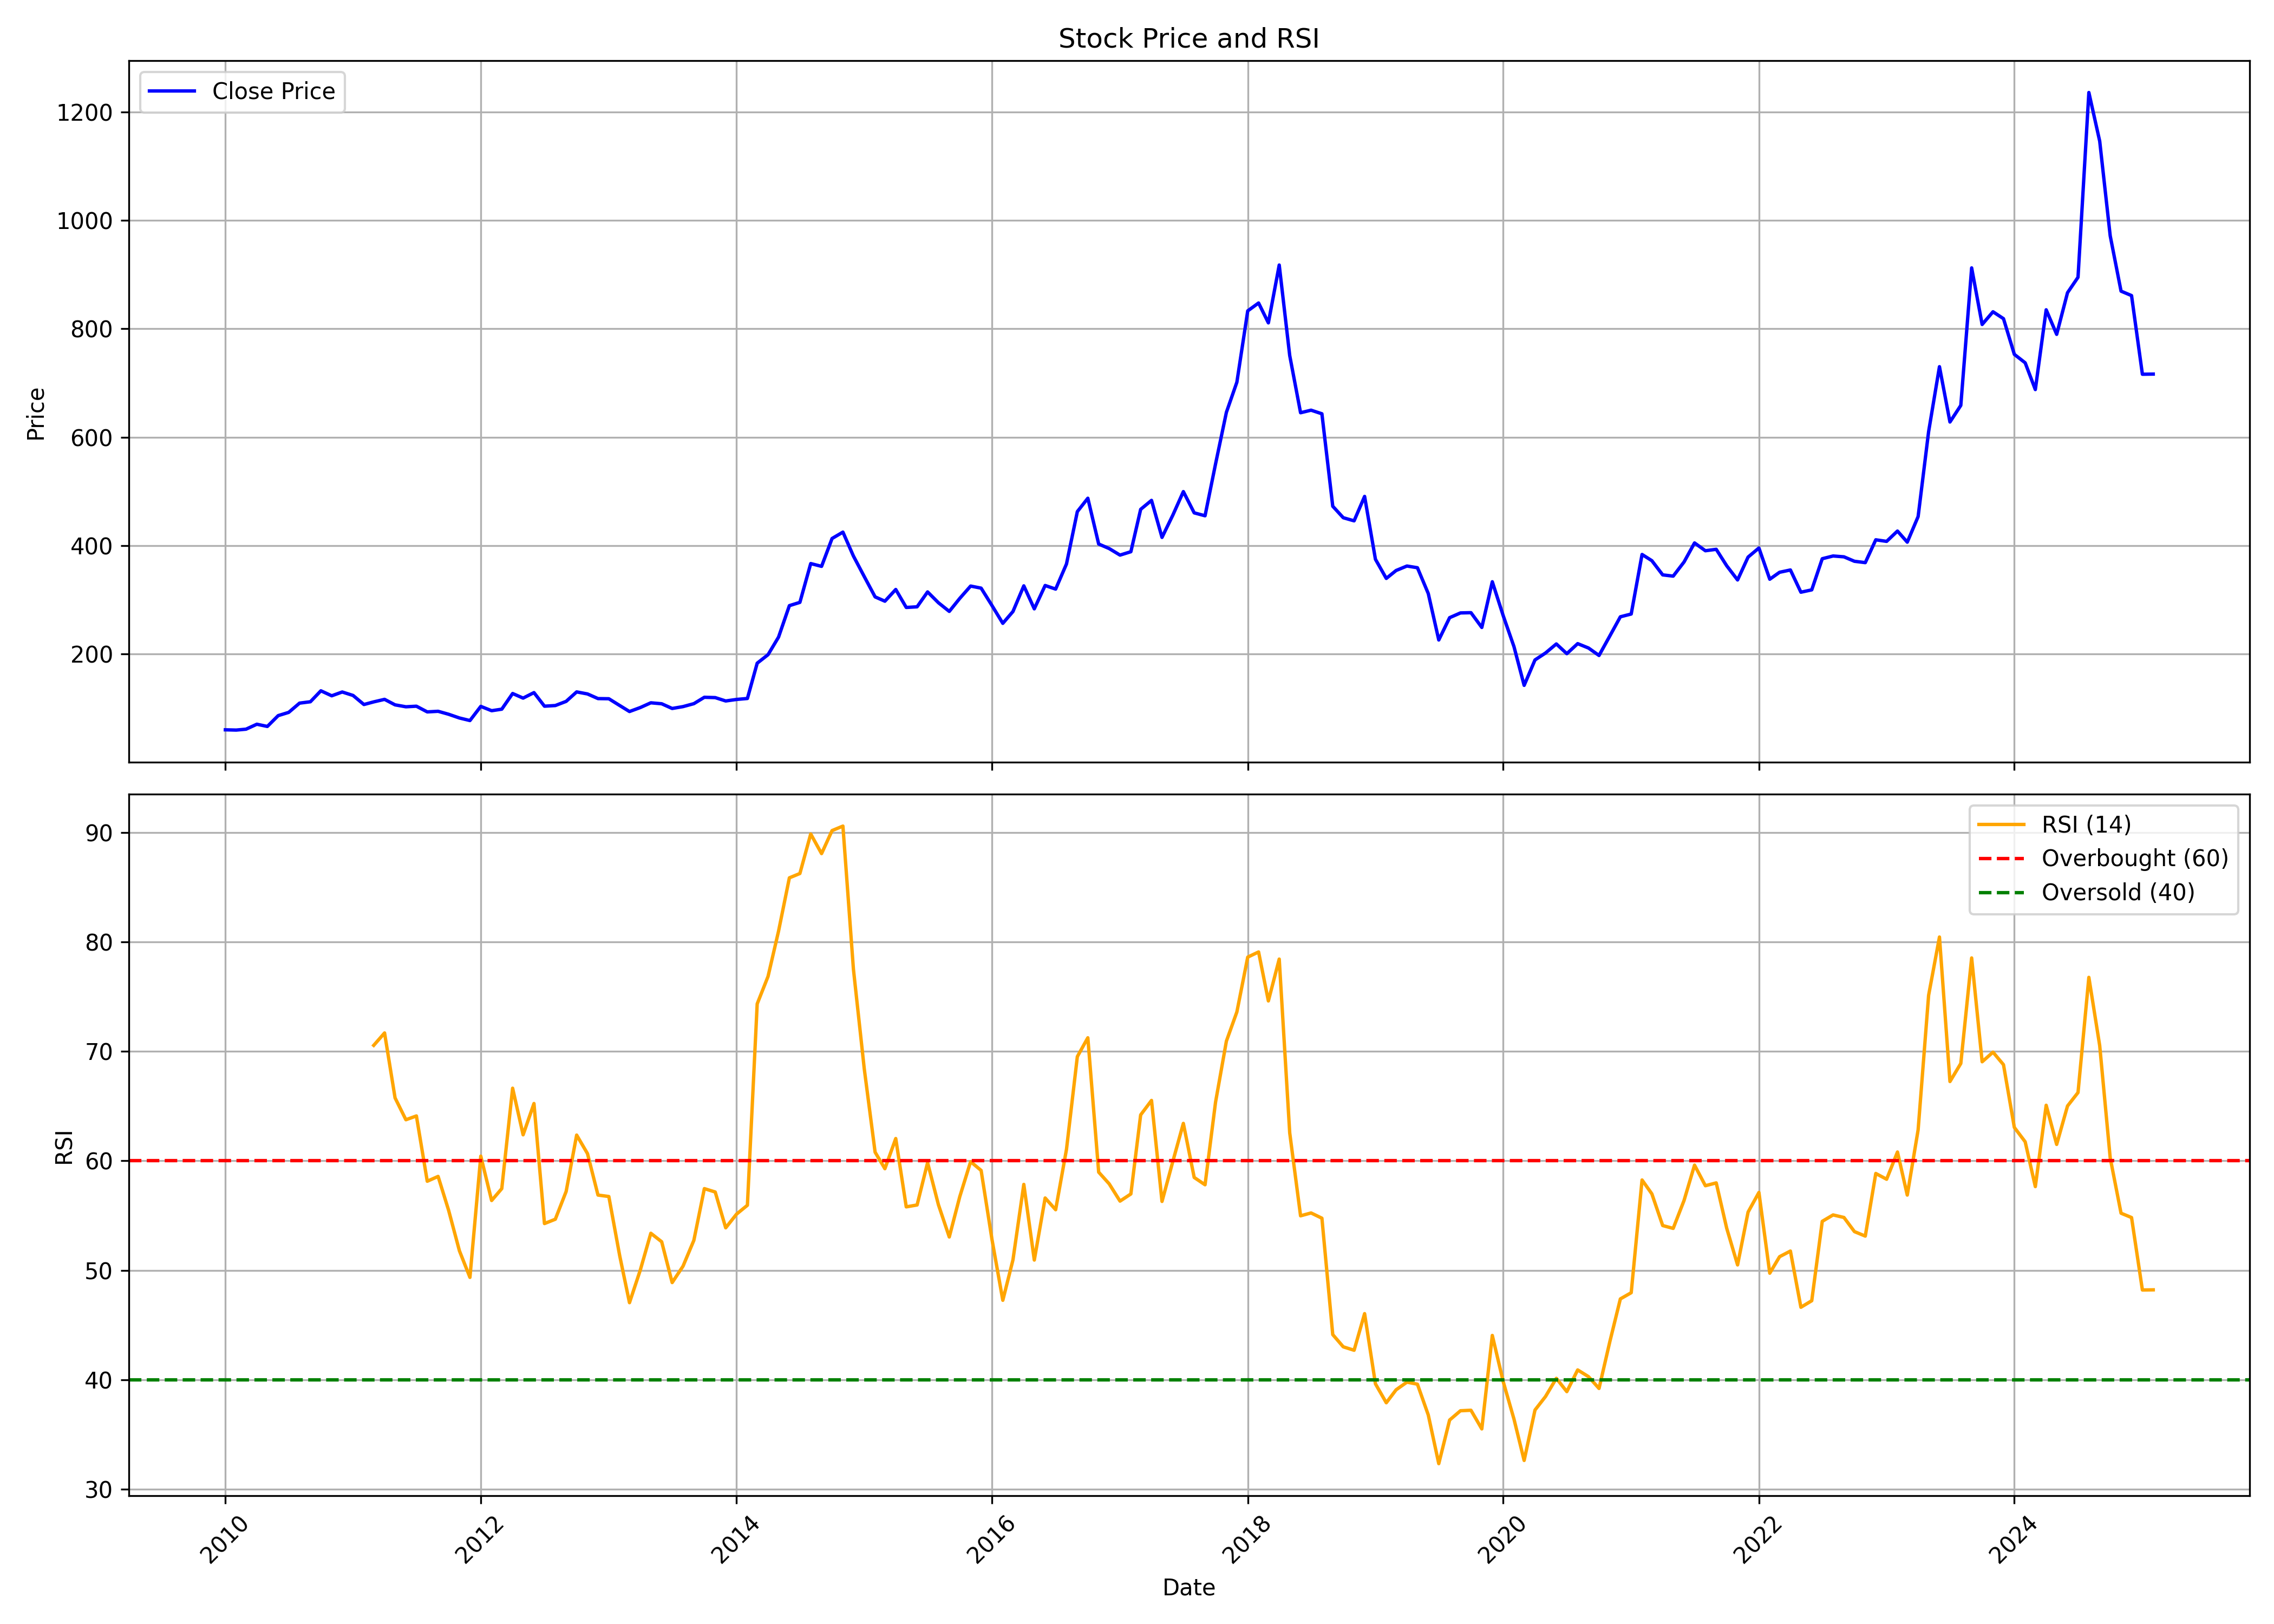 Stock Price and RSI
Close Price
1200
1000
800
600
400
200
Price
RSI (14)
Overbought (60)
Oversold (40)
90
80
70
60
50
40
30
RSI
2010
2012
2014
2016
2018
2020
2022
2024
Date